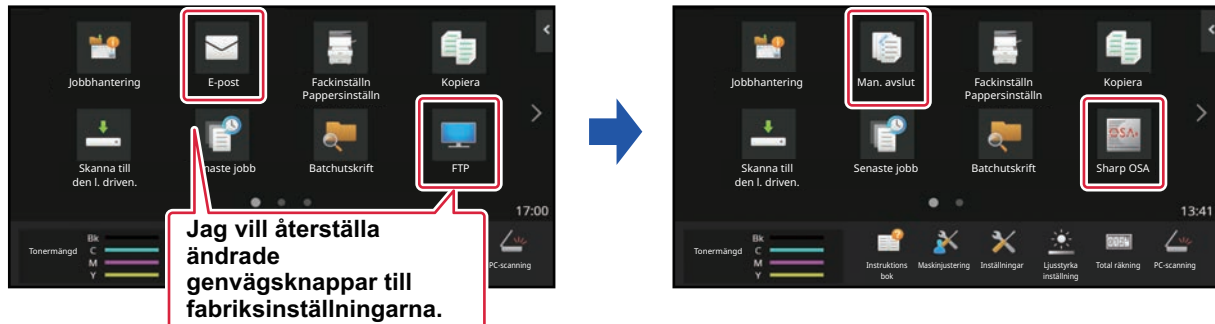 Jobbhantering
E-post
Fackinställn
Pappersinställn
Kopiera
Skanna till
den l. driven.
naste jobb
Batchutskrift
FTP
17:00
Tonermängd
Bk
C
M
Y
PC-scanning
Jag vill återställa
ändrade
genvägsknappar till
fabriksinställningarna.
Jobbhantering
Man. avslut
Fackinställn
Pappersinställn
Kopiera
Skanna till
den l. driven.
Senaste jobb
Batchutskrift
OSA
Sharp OSA
13:41
Tonermängd
Bk
C
M
Y
Instruktions
bok
Maskinjustering
Inställningar
Ljusstyrka
inställning
Total räkning
PC-scanning